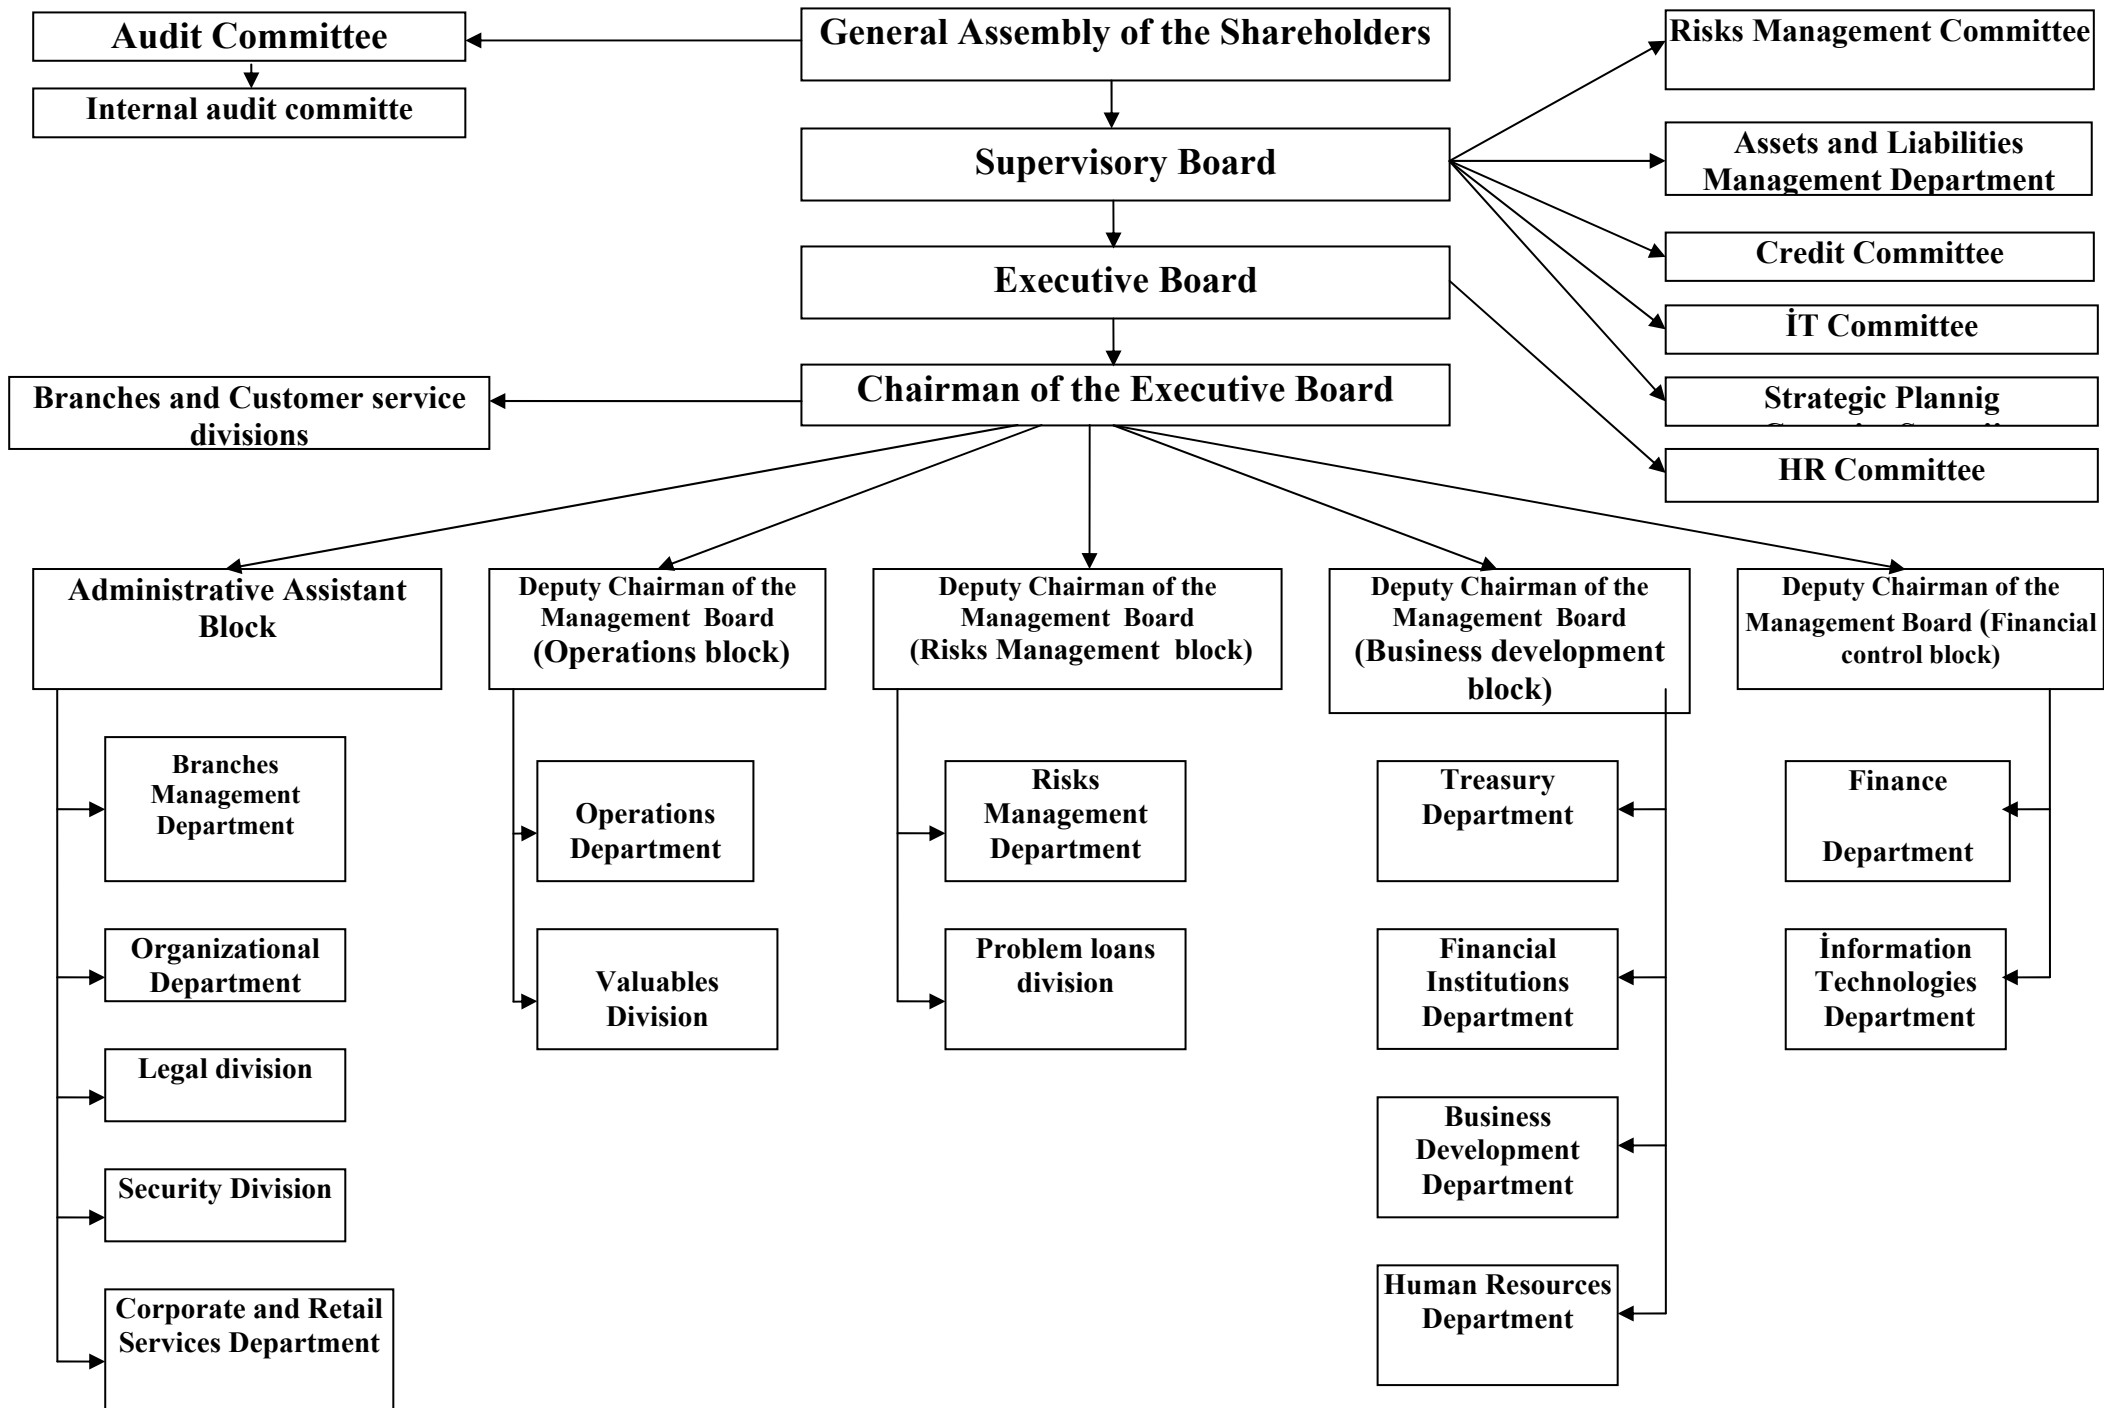 Audit Committee
General Assembly of the Shareholders
Risks Management Committee
Internal audit committe
Supervisory Board
Assets and Liabilities
Management Department
Executive Board
Credit Committee
İT Committee
Branches and Customer service
divisions
Chairman of the Executive Board
Strategic Plannig
HR Committee
Administrative Assistant
Block
Deputy Chairman of the
Management Board
(Operations block)
Deputy Chairman of the
Management Board
(Risks Management block)
Deputy Chairman of the
Management Board
(Business development
block)
Deputy Chairman of the
Management Board (Financial
control block)
Branches
Management
Department
Organizational
Department
Legal division
Security Division
Corporate and Retail
Services Department
Operations
Department
Valuables
Division
Risks
Management
Department
Problem loans
division
Treasury
Department
Financial
Institutions
Department
Business
Development
Department
Human Resources
Department
Finance
Department
İnformation
Technologies
Department